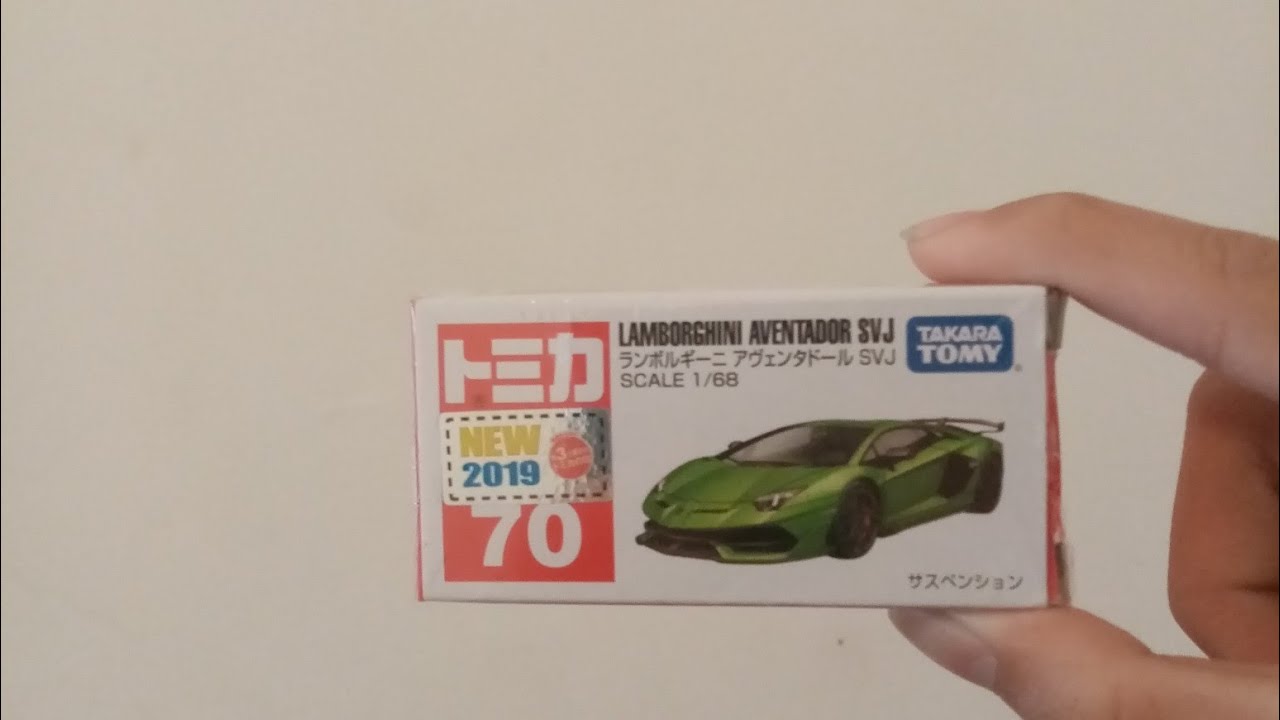 トミカ
NEW
2019
70
LAMBORGHINI AVENTADOR SVJ
ランボルギーニ アヴェンタドール SVJ
SCALE 1/68
TAKARA
TOMY
サスペンション